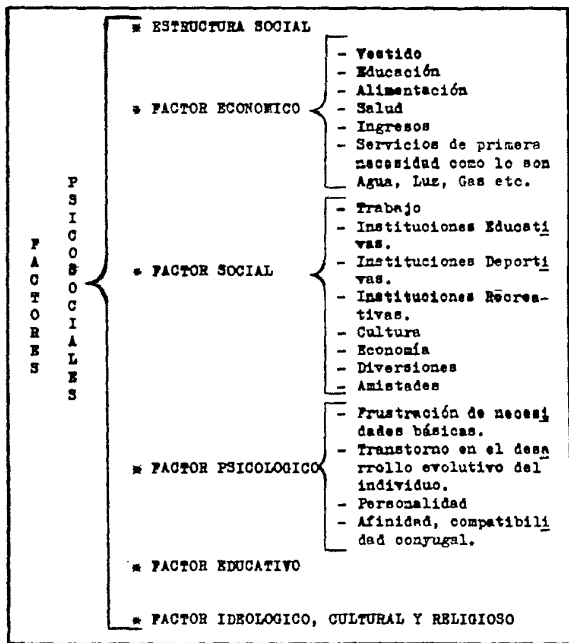 FACTORES
PSICOSOCIALES
* ESTRUCTURA SOCIAL
* FACTOR ECONOMICO
- Vestido
- Educación
- Alimentación
- Salud
- Ingresos
- Servicios de primera
necesidad como lo son
Agua, Luz, Gas etc.
* FACTOR SOCIAL
- Trabajo
- Instituciones Educati
vas.
- Instituciones Deporti
vas.
- Instituciones Recrea-
tivas.
- Cultura
- Economía
- Diversiones
- Amistades
* FACTOR PSICOLOGICO
- Frustración de necesi
dades básicas.
- Transtorno en el desa
rrollo evolutivo del
individuo.
- Personalidad
- Afinidad, compatibili
dad conyugal.
* FACTOR EDUCATIVO
* FACTOR IDEOLOGICO, CULTURAL Y RELIGIOSO